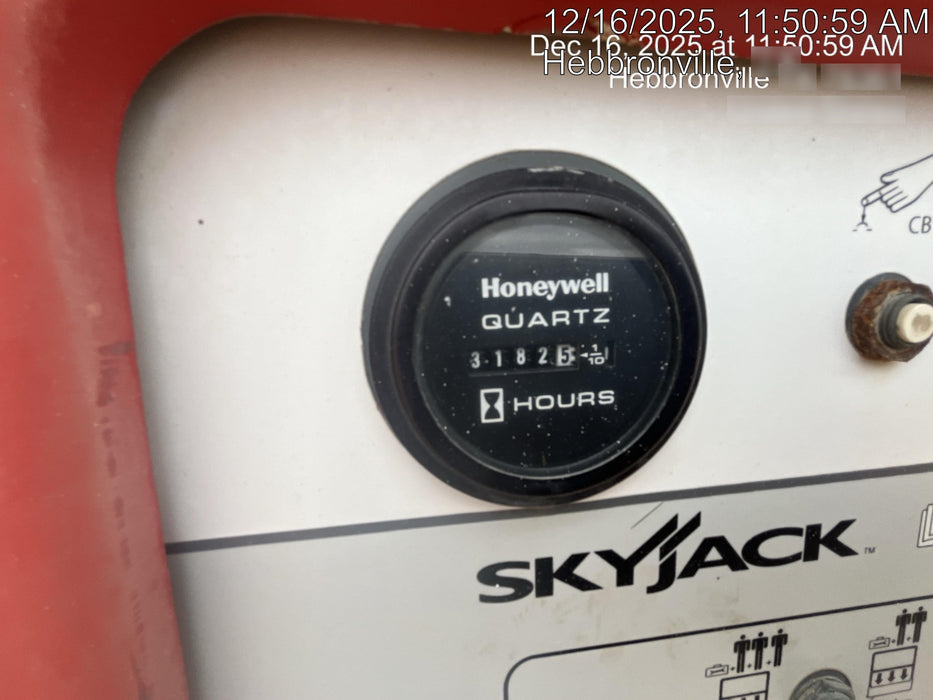 12/16/2025, 11:50:59 AM
Dec 16, 2025 at 11:50:59 AM
Hebbronville,
Hebbronville
CB
Honeywell
QUARTZ
3 1 8 2 5 1/10
HOURS
SKYJACK™